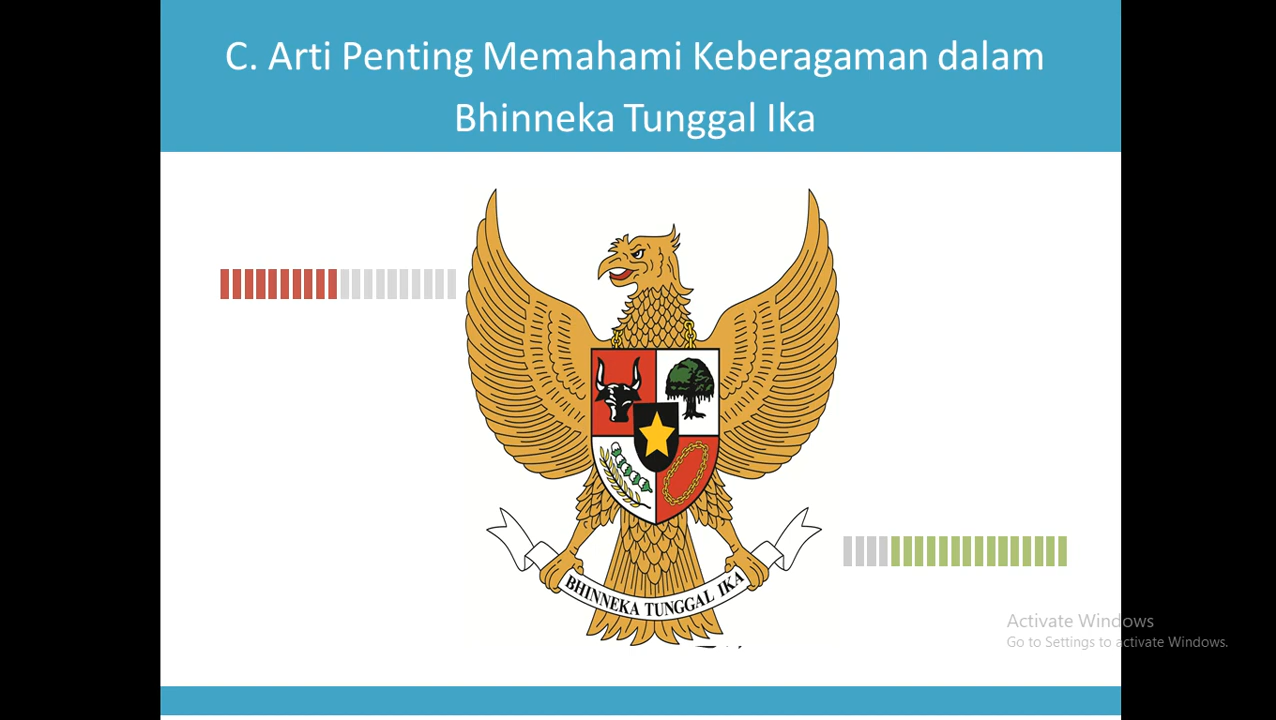 C. Arti Penting Memahami Keberagaman dalam
Bhinneka Tunggal Ika
BHINNEKA TUNGGAL IKA
Activate Windows
Go to Settings to activate Windows.